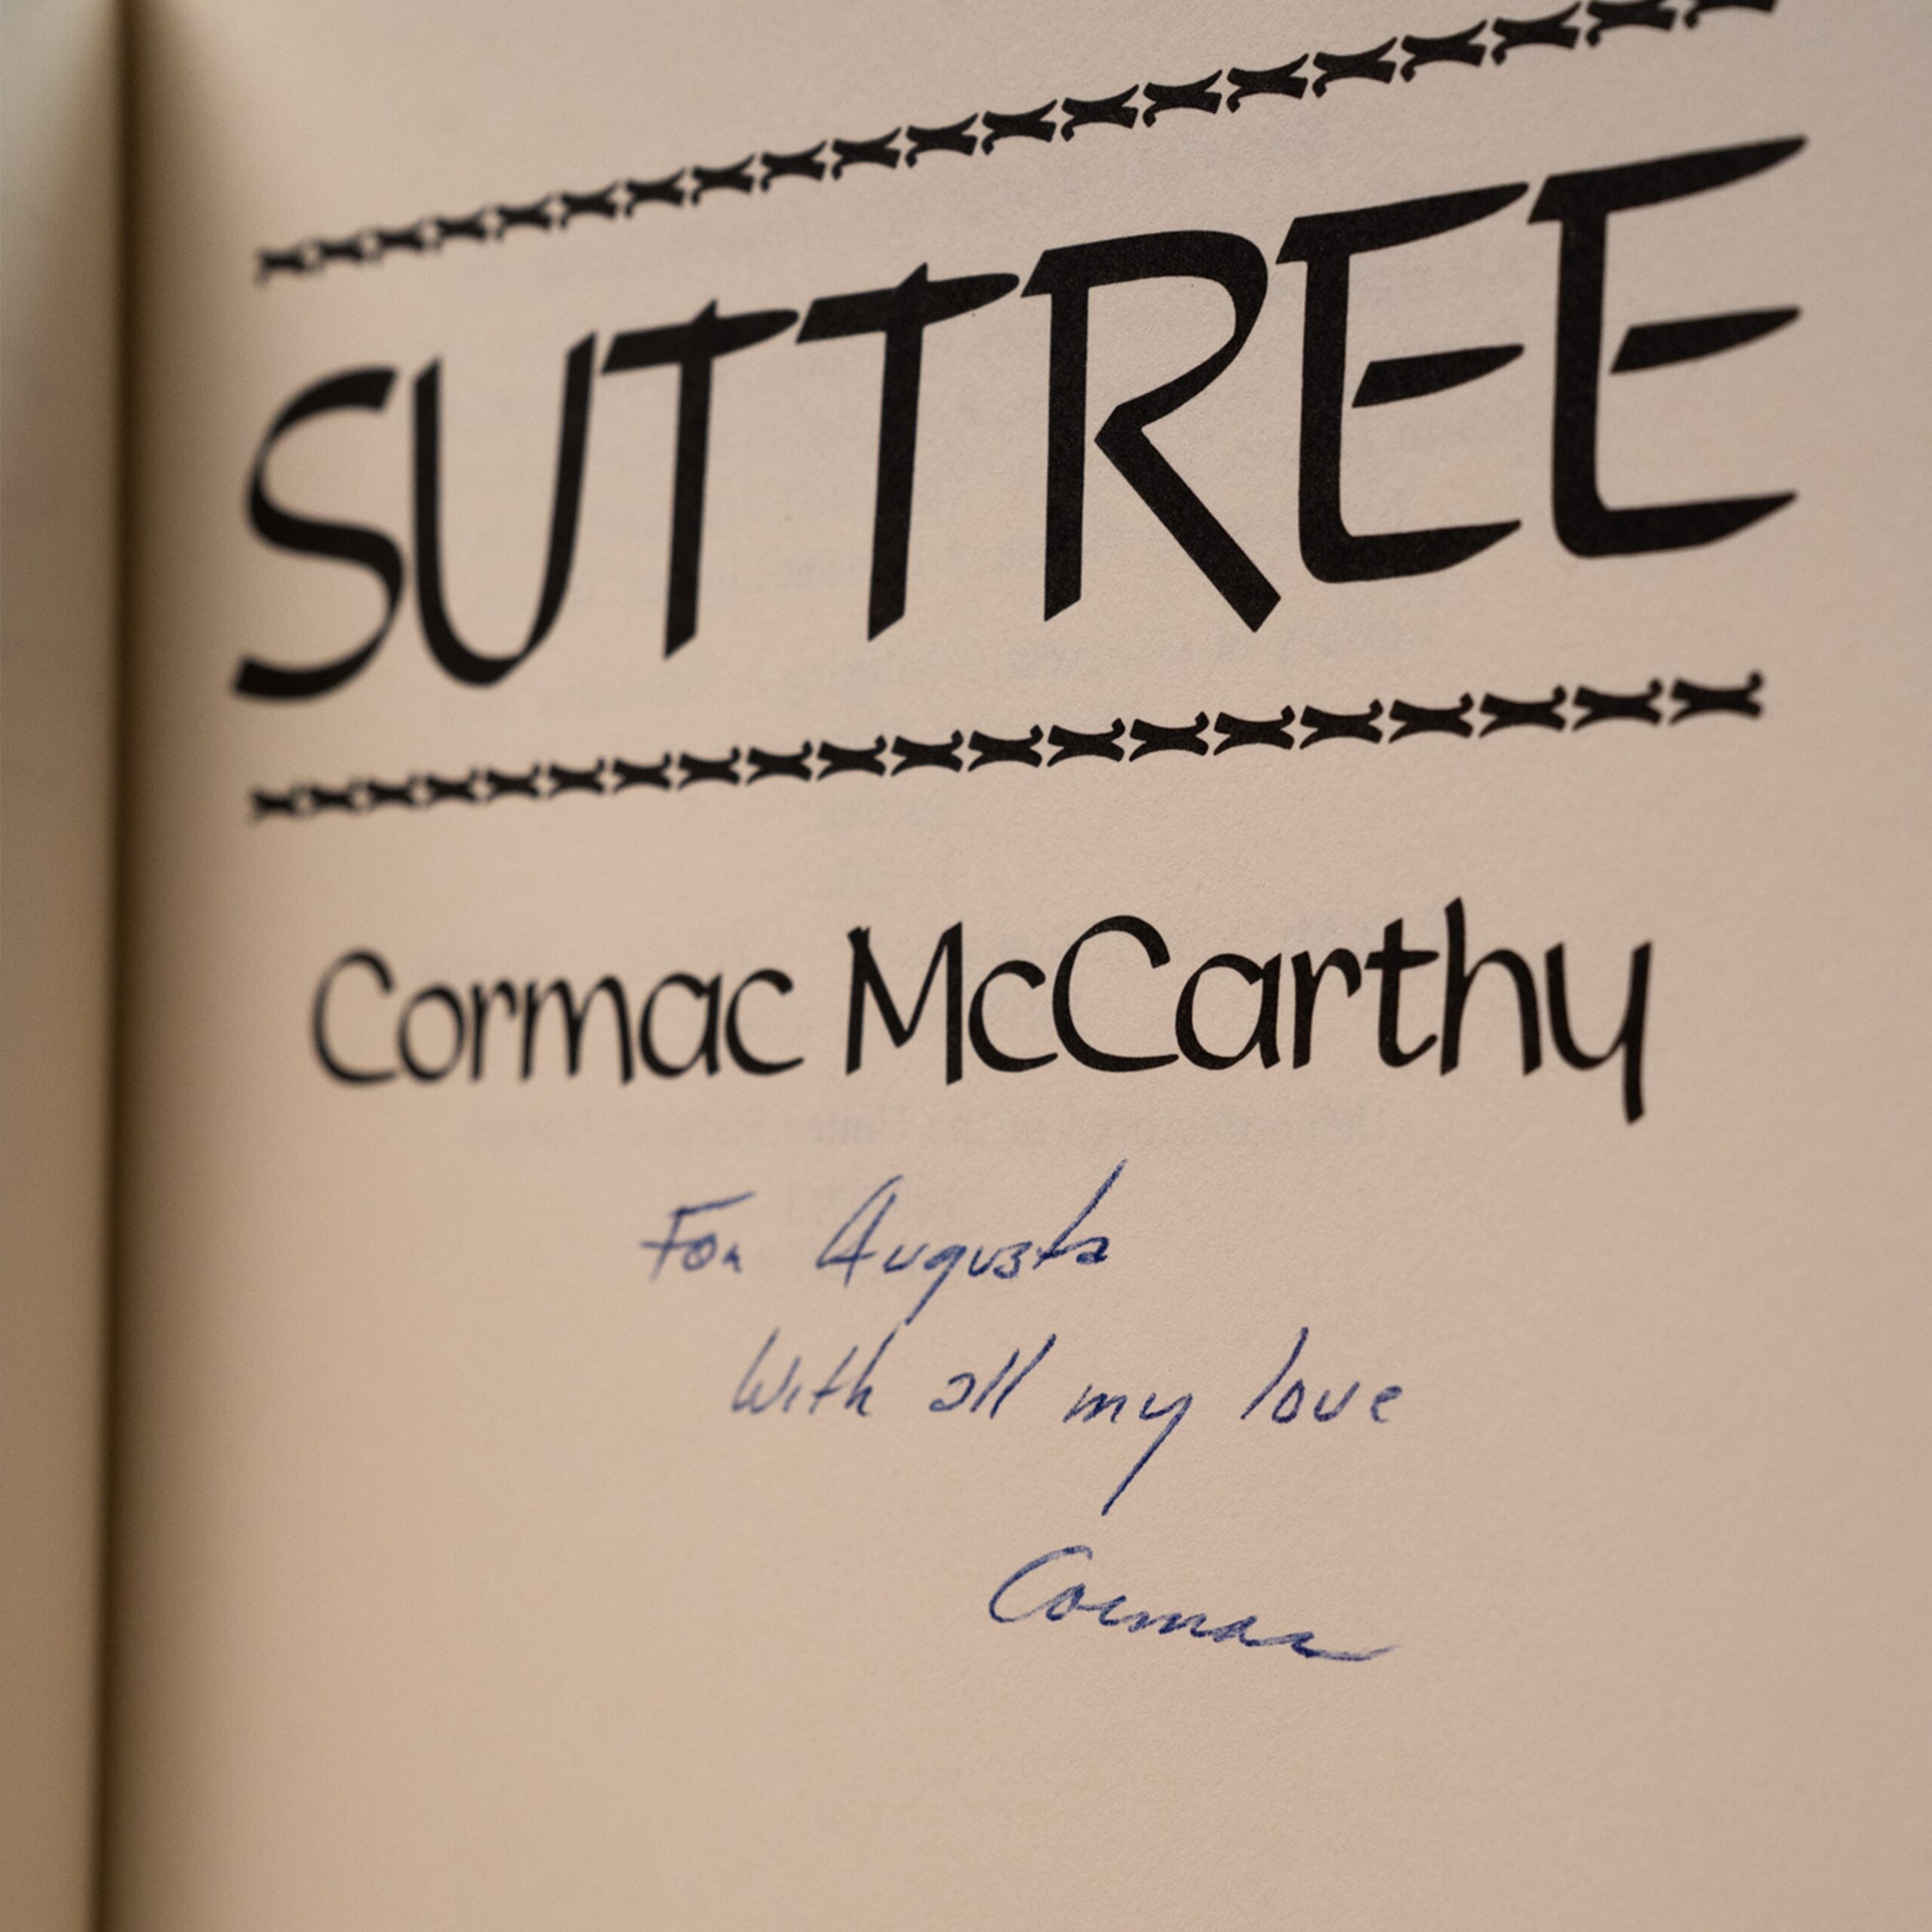 SUTTREE
Cormac McCarthy
For Augusta
With all my love
Cormac